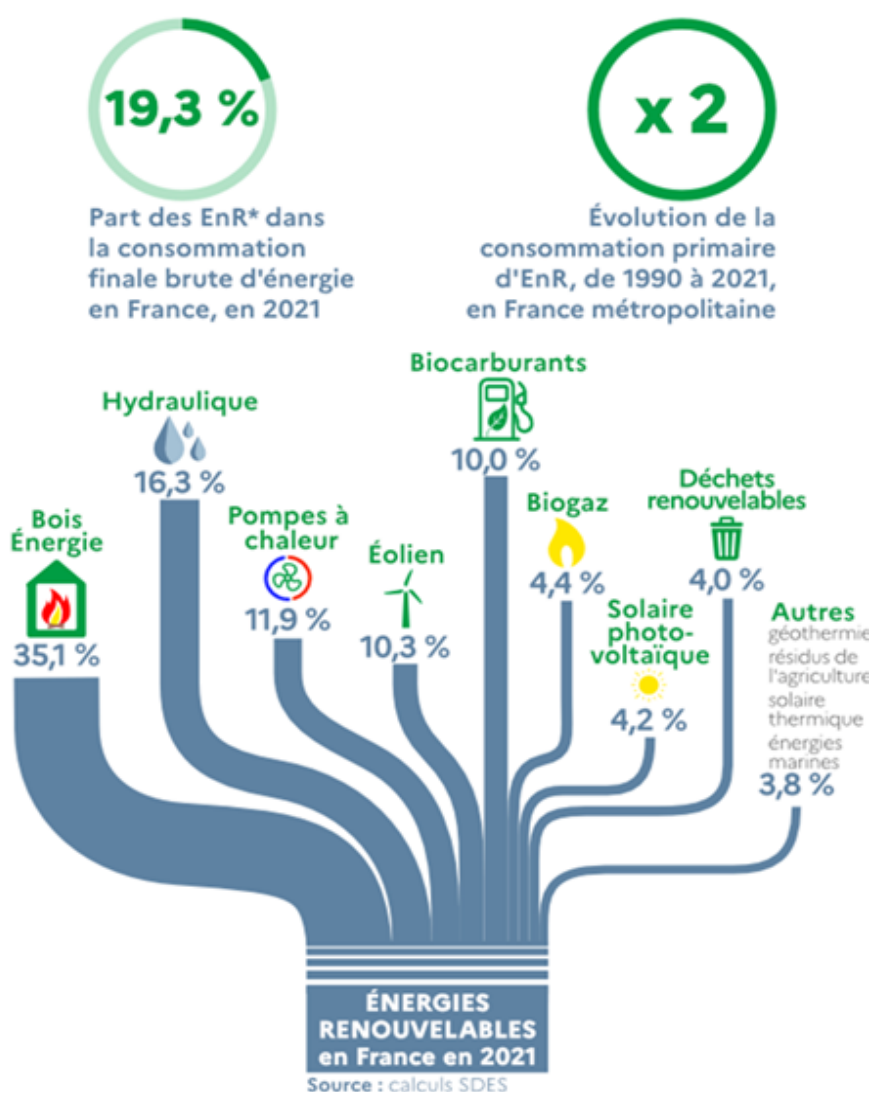 19,3 %
Part des EnR* dans
la consommation
finale brute d'énergie
en France, en 2021
x 2
Évolution de la
consommation primaire
d'EnR, de 1990 à 2021,
en France métropolitaine
Bois
Énergie
35,1 %
Hydraulique
16,3 %
Pompes à
chaleur
11,9 %
Éolien
10,3 %
Biocarburants
10,0 %
Biogaz
4,4 %
Solaire
photo-
voltaïque
4,2 %
Déchets
renouvelables
4,0 %
Autres
géothermie
résidus de
l'agriculture
solaire
thermique
énergies
marines
3,8 %
ÉNERGIES
RENOUVELABLES
en France en 2021
Source : calculs SDES